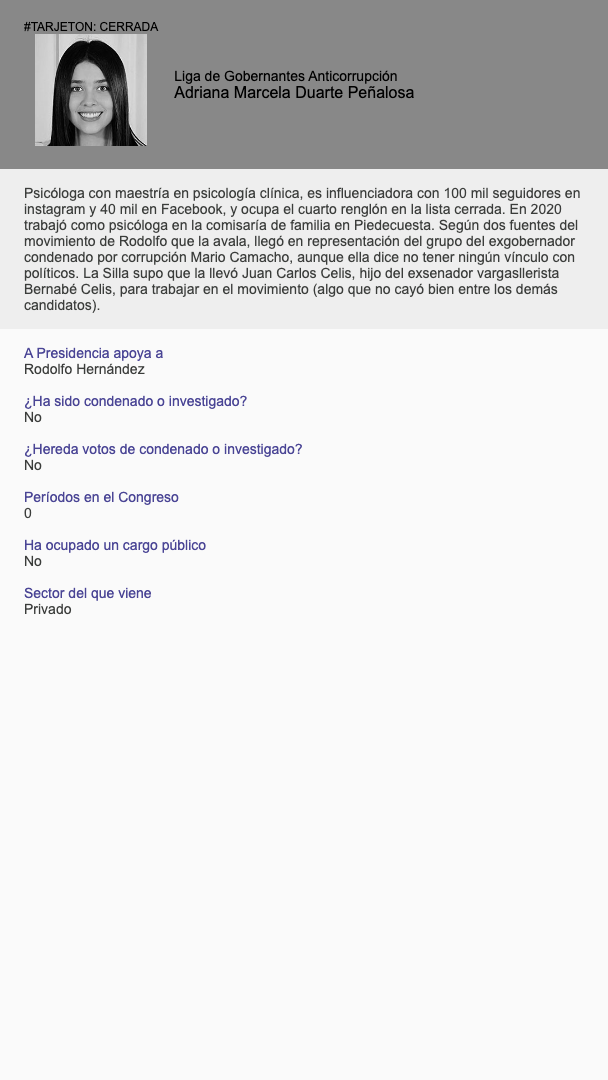 #TARJETON: CERRADA
Liga de Gobernantes Anticorrupción
Adriana Marcela Duarte Peñalosa
Psicóloga con maestría en psicología clínica, es influenciadora con 100 mil seguidores en
instagram y 40 mil en Facebook, y ocupa el cuarto renglón en la lista cerrada. En 2020
trabajó como psicóloga en la comisaría de familia en Piedecuesta. Según dos fuentes del
movimiento de Rodolfo que la avala, llegó en representación del grupo del exgobernador
condenado por corrupción Mario Camacho, aunque ella dice no tener ningún vínculo con
políticos. La Silla supo que la llevó Juan Carlos Celis, hijo del exsenador vargasllerista
Bernabé Celis, para trabajar en el movimiento (algo que no cayó bien entre los demás
candidatos).
A Presidencia apoya a
Rodolfo Hernández
¿Ha sido condenado o investigado?
No
¿Hereda votos de condenado o investigado?
No
Períodos en el Congreso
0
Ha ocupado un cargo público
No
Sector del que viene
Privado